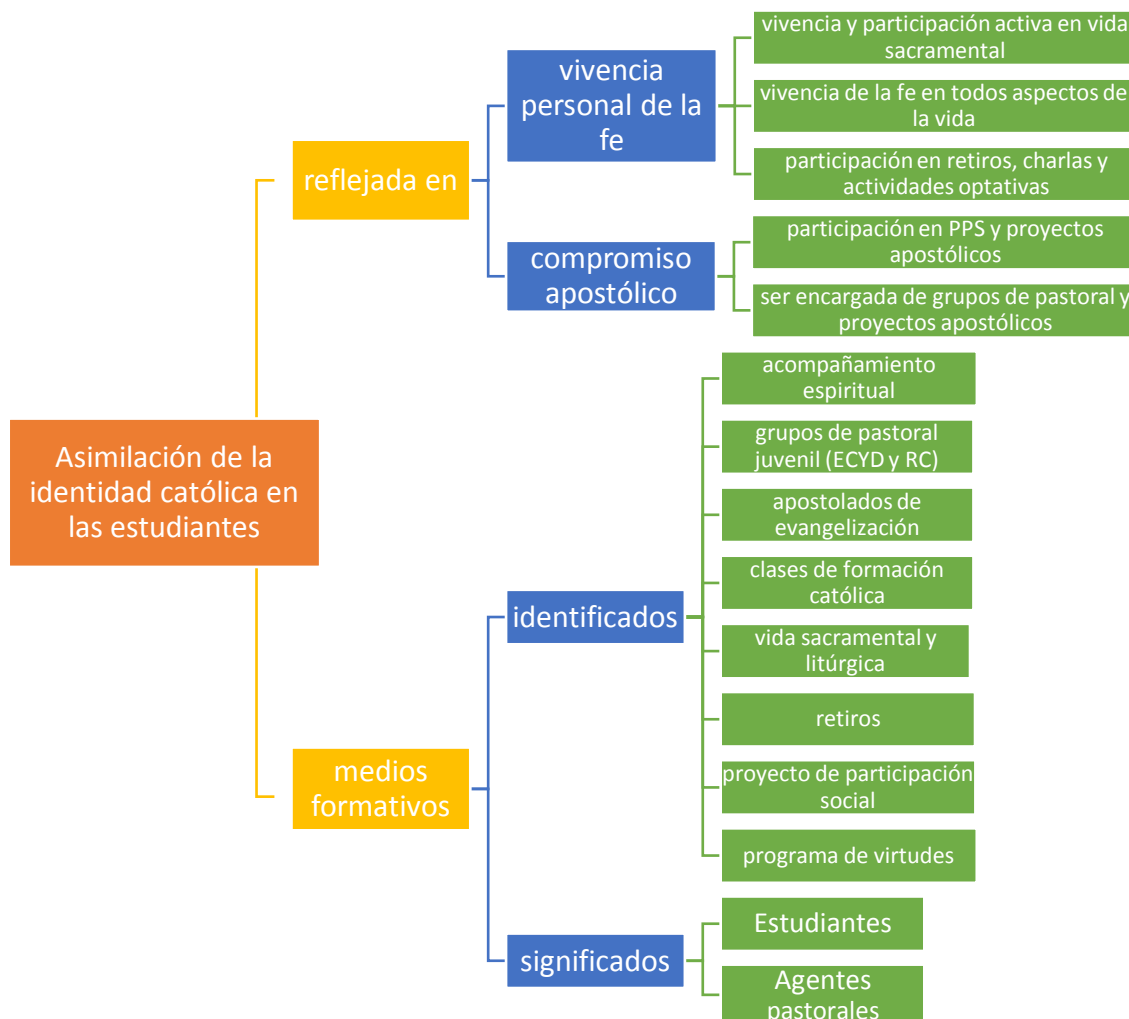 vivencia y participación activa en vida
sacramental
vivencia
personal de la
fe
vivencia de la fe en todos aspectos de
la vida
reflejada en
participación en retiros, charlas y
actividades optativas
participación en PPS y proyectos
apostólicos
compromiso
apostólico
ser encargada de grupos de pastoral y
proyectos apostólicos
Asimilación de la
identidad católica en
las estudiantes
acompañamiento
espiritual
grupos de pastoral
juvenil (ECYD y RC)
apostolados de
evangelización
clases de formación
católica
identificados
vida sacramental y
litúrgica
retiros
medios
formativos
proyecto de participación
social
programa de virtudes
Estudiantes
significados
Agentes
pastorales